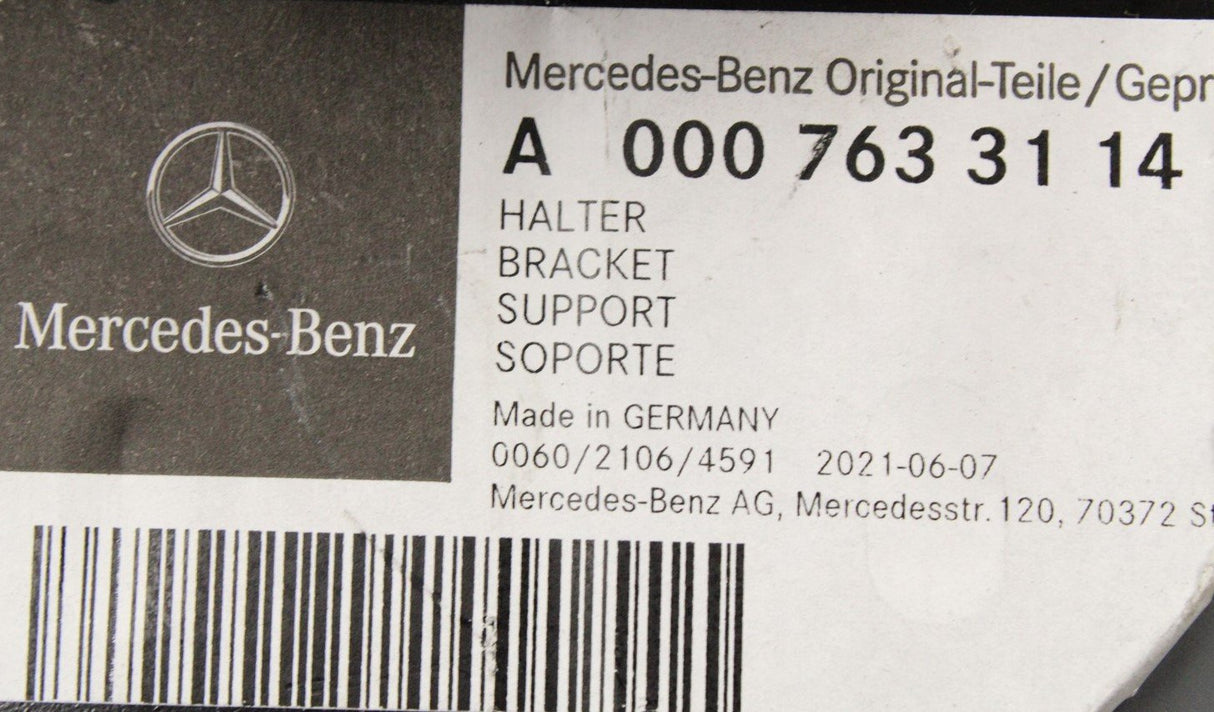 Mercedes-Benz
Mercedes-Benz Original-Teile/Gepr
A 000 763 31 14
HALTER
BRACKET
SUPPORT
SOPORTE
Made in GERMANY
0060/2106/4591 2021-06-07
Mercedes-Benz AG, Mercedesstr. 120, 70372 St